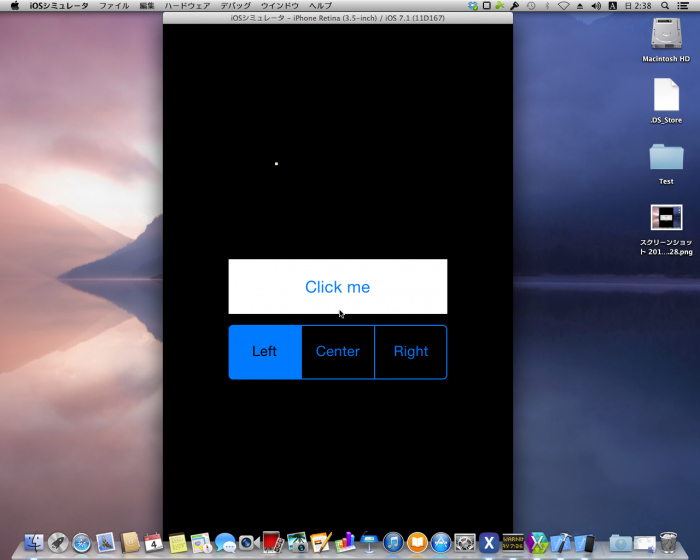 iOSシミュレータ ファイル 編集 ハードウェア デバッグ ウインドウ ヘルプ
A 日 2:38
iOSシミュレータ - iPhone Retina (3.5-inch) / iOS 7.1 (11D167)
Macintosh HD
.DS_Store
Test
スクリーンショッ
ト 201....28.png
Click me
Left Center Right
4